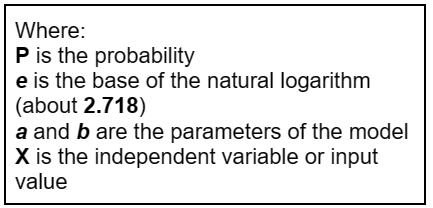 Where:
P is the probability
e is the base of the natural logarithm
(about 2.718)
a and b are the parameters of the model
X is the independent variable or input
value